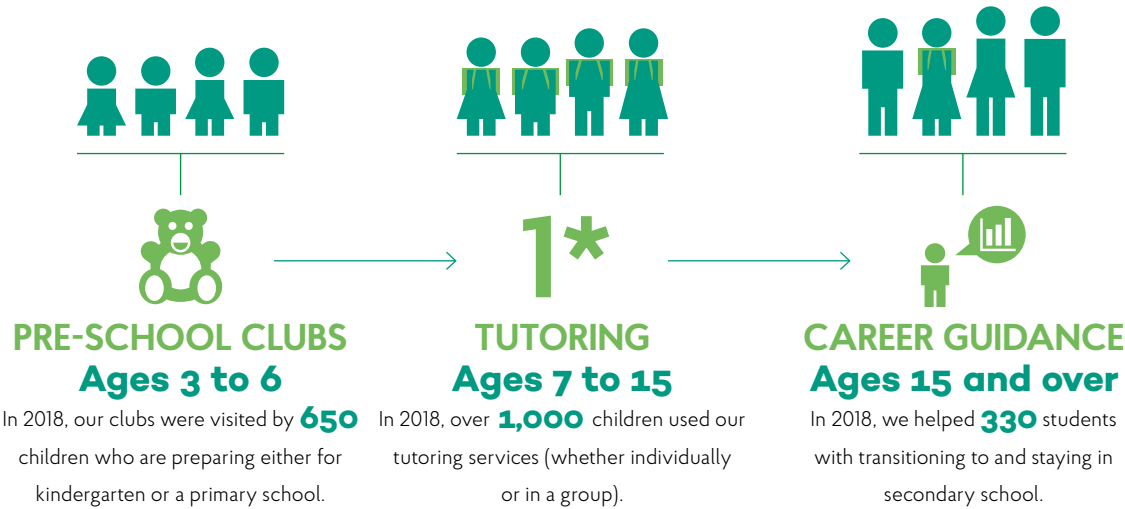 1*
PRE-SCHOOL CLUBS
Ages 3 to 6
In 2018, our clubs were visited by 650
children who are preparing either for
kindergarten or a primary school.
TUTORING
Ages 7 to 15
In 2018, over 1,000 children used our
tutoring services (whether individually
or in a group).
CAREER GUIDANCE
Ages 15 and over
In 2018, we helped 330 students
with transitioning to and staying in
secondary school.